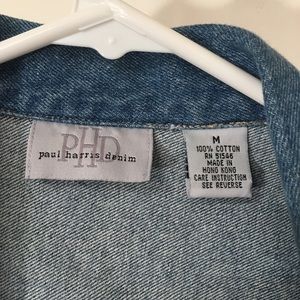 PHD
paul harris denim
M
100% COTTON
RN 51546
MADE IN
HONG KONG
CARE INSTRUCTION
SEE REVERSE